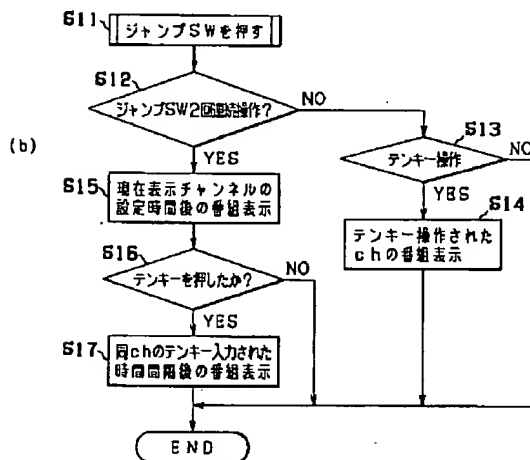 S11
ジャンプSWを押す
S12
ジャンプSW2回連続操作?
NO
S13
(b)
YES
テンキー操作
NO
S15
現在表示チャンネルの
設定時間後の番組表示
YES
S14
テンキー操作された
chの番組表示
S16
テンキーを押したか?
NO
YES
S17
同chのテンキー入力された
時間間隔後の番組表示
END